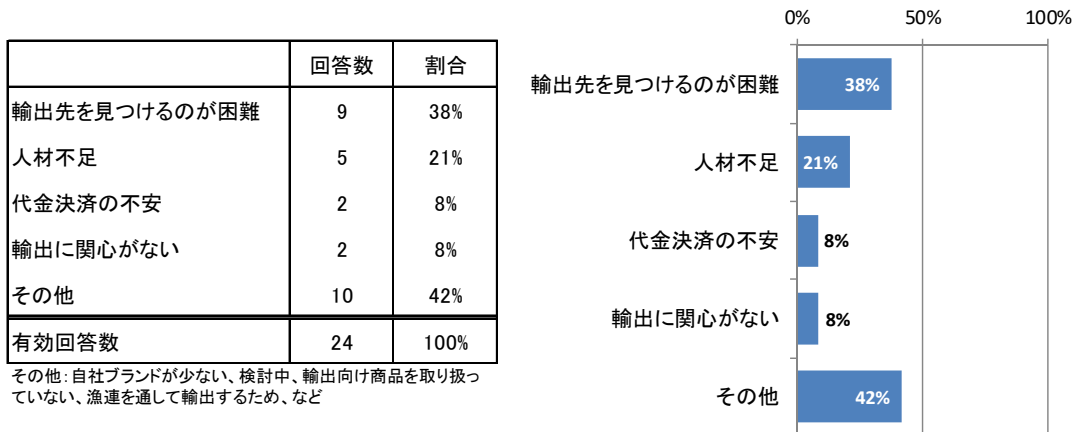 回答数 割合
輸出先を見つけるのが困難 9 38%
人材不足 5 21%
代金決済の不安 2 8%
輸出に関心がない 2 8%
その他 10 42%
有効回答数 24 100%
その他：自社ブランドが少ない、検討中、輸出向け商品を取り扱っ
ていない、漁連を通して輸出するため、など
0% 50% 100%
輸出先を見つけるのが困難 38%
人材不足 21%
代金決済の不安 8%
輸出に関心がない 8%
その他 42%